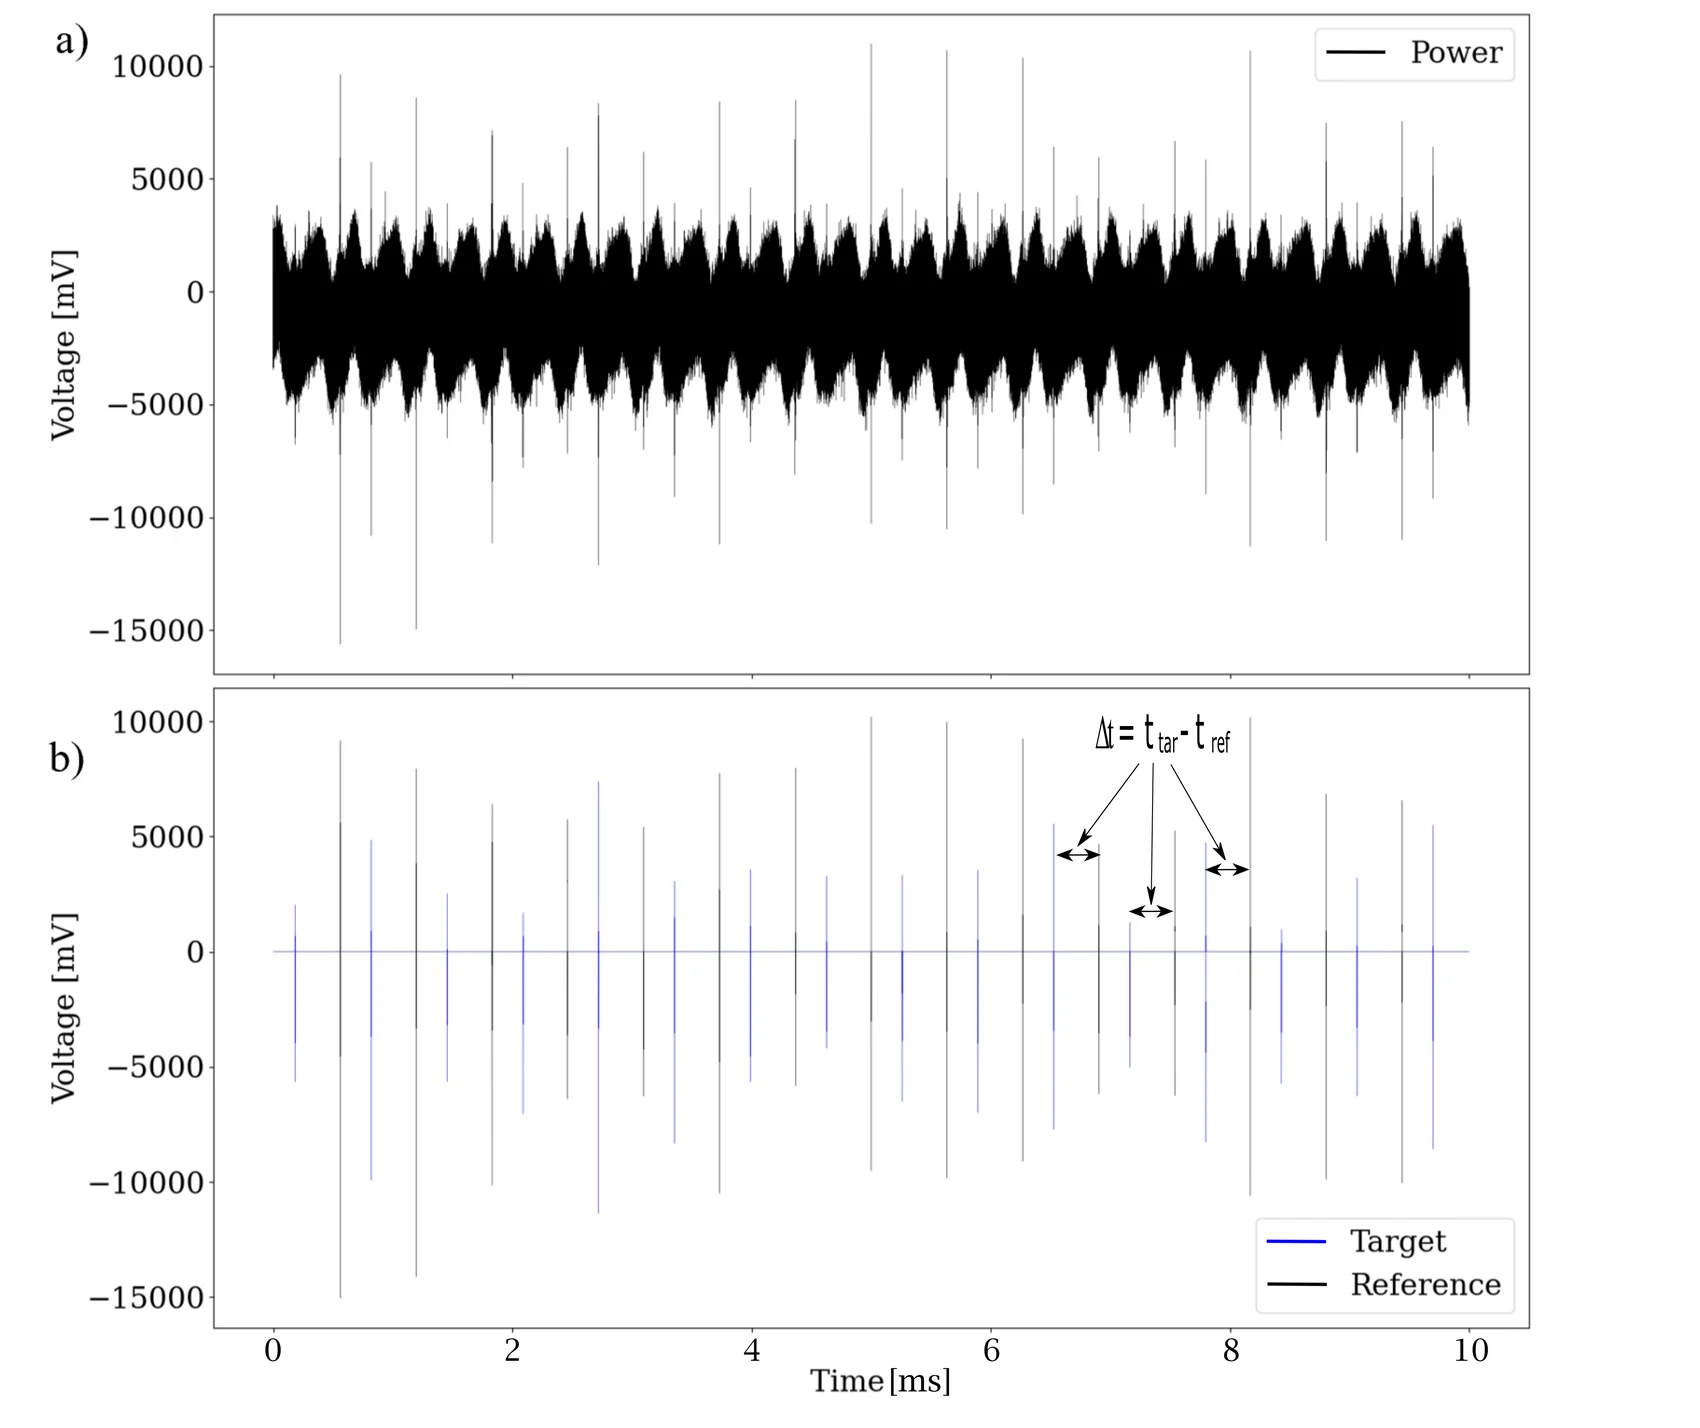 a)
Power
10000
5000
0
−5000
−10000
−15000
Voltage [mV]
b)
Δt = t tar - t ref
10000
5000
0
−5000
−10000
−15000
Voltage [mV]
Target
Reference
0 2 4 6 8 10
Time [ms]